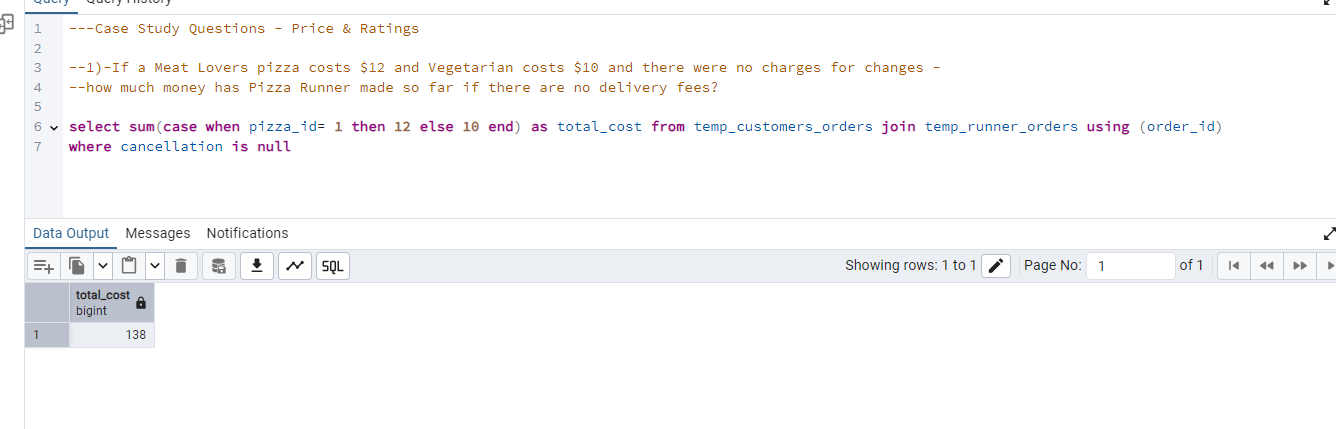 Query Query History
1 ---Case Study Questions - Price & Ratings
2
3 --1)-If a Meat Lovers pizza costs $12 and Vegetarian costs $10 and there were no charges for changes -
4 --how much money has Pizza Runner made so far if there are no delivery fees?
5
6 select sum(case when pizza_id= 1 then 12 else 10 end) as total_cost from temp_customers_orders join temp_runner_orders using (order_id)
7 where cancellation is null
Data Output Messages Notifications
SQL Showing rows: 1 to 1 Page No: 1 of 1
total_cost
bigint
1 138